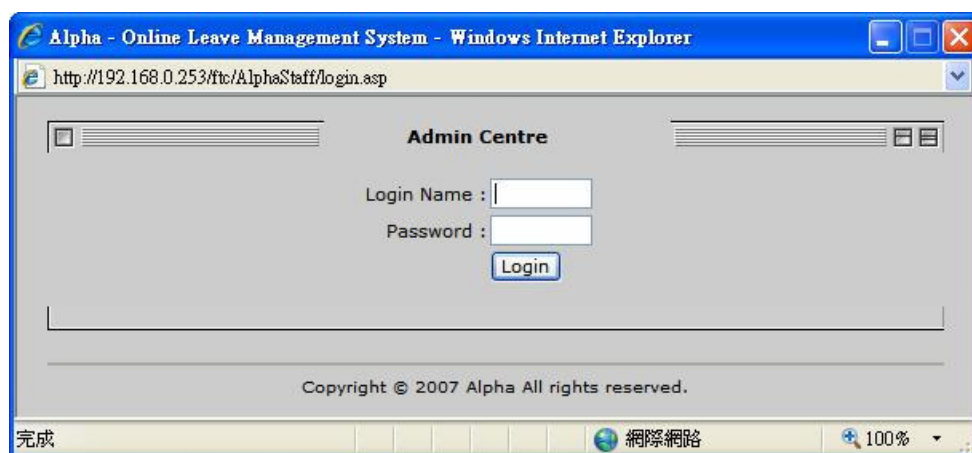 Alpha - Online Leave Management System - Windows Internet Explorer
http://192.168.0.253/ftc/AlphaStaff/login.asp
Admin Centre
Login Name :
Password :
Login
Copyright © 2007 Alpha All rights reserved.
完成 網際網路 100%